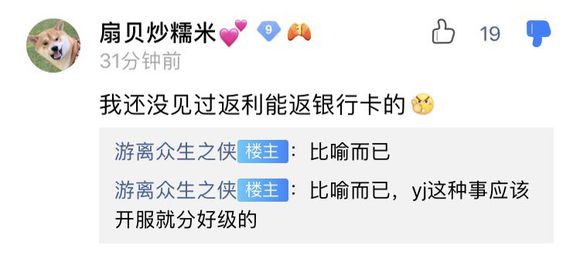 扇贝炒糯米💕 9
31分钟前
19
我还没见过返利能返银行卡的
游离众生之侠 楼主：比喻而已
游离众生之侠 楼主：比喻而已，yj这种事应该
开服就分好级的